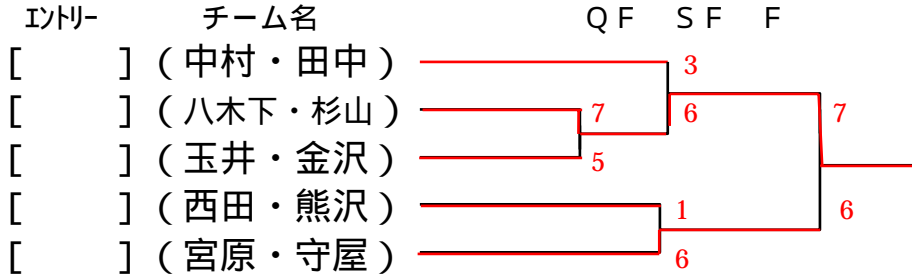 エントリー チーム名 QF SF F
[ ] (中村・田中) 3
[ ] (八木下・杉山) 7 6 7
[ ] (玉井・金沢) 5
[ ] (西田・熊沢) 1 6
[ ] (宮原・守屋) 6